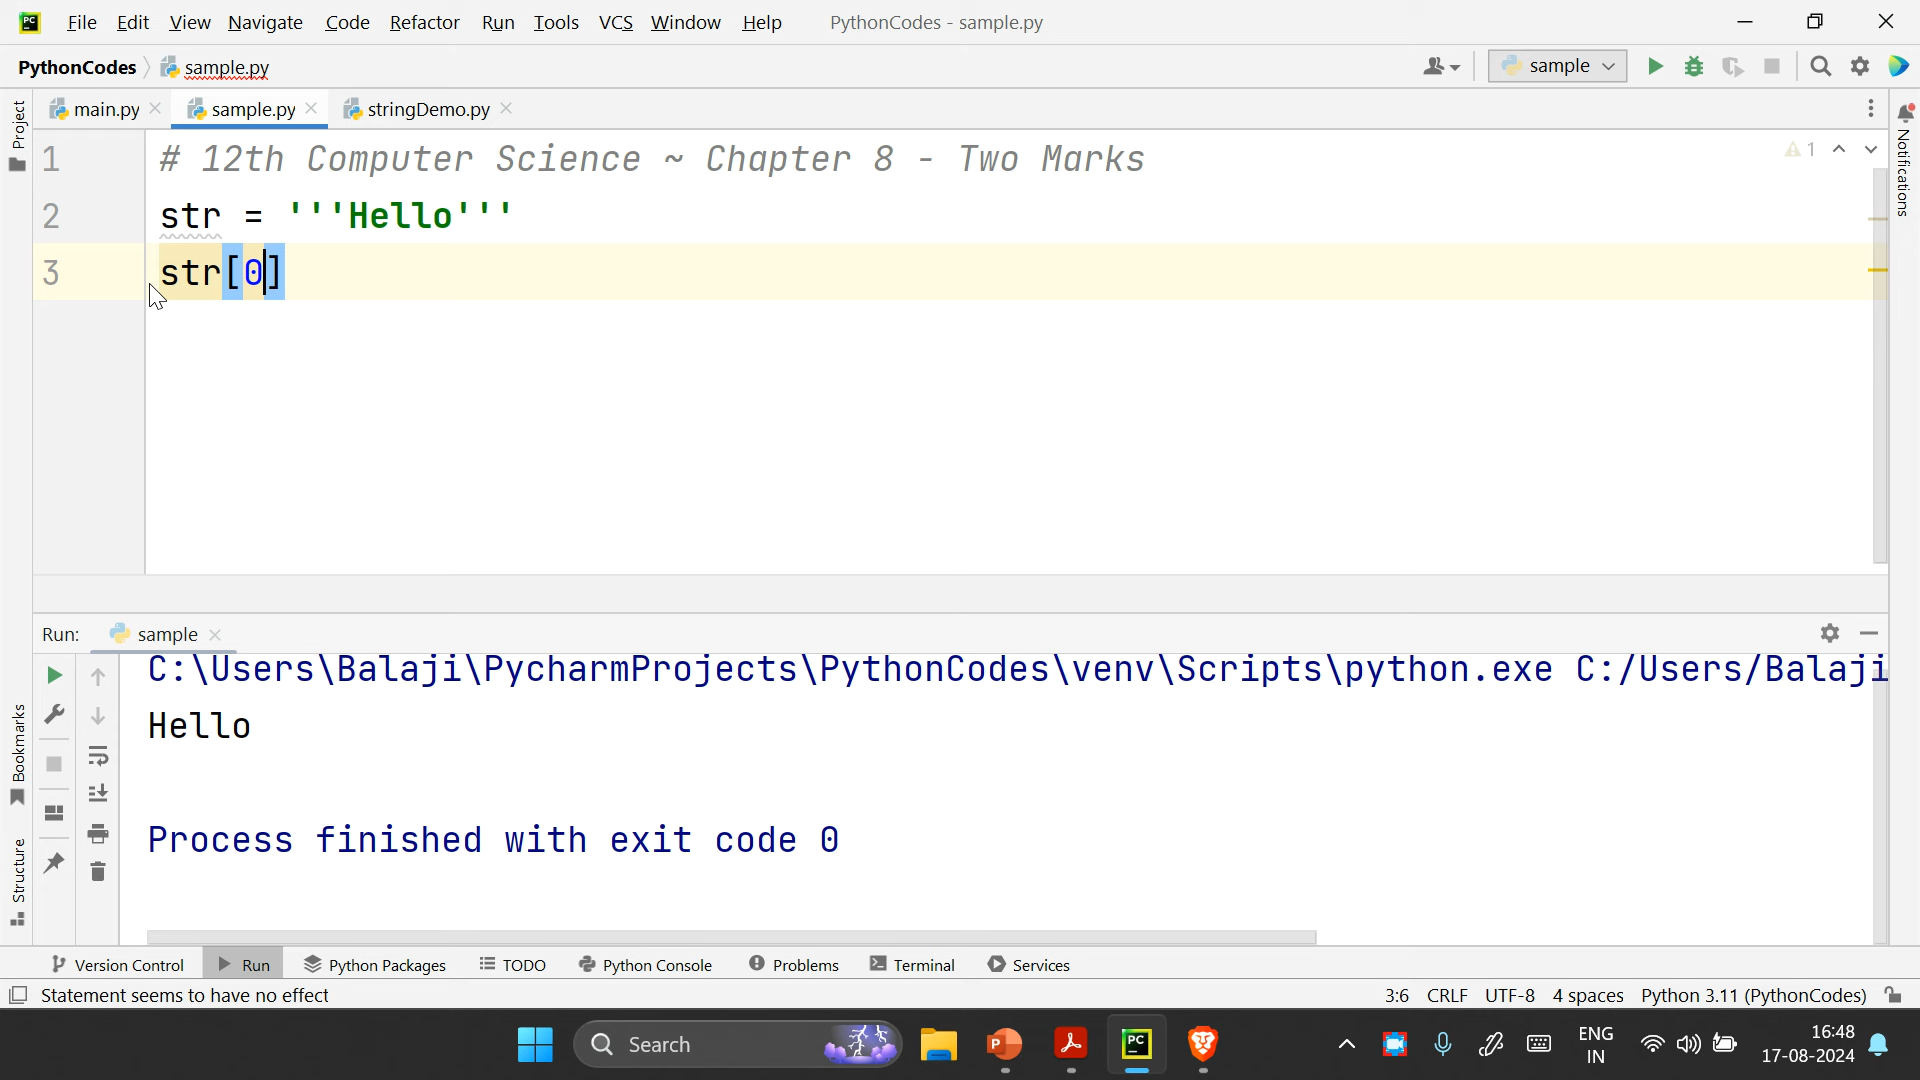 PC File Edit View Navigate Code Refactor Run Tools VCS Window Help PythonCodes - sample.py
PythonCodes sample.py sample
Project
main.py sample.py stringDemo.py
Notifications
1 # 12th Computer Science ~ Chapter 8 - Two Marks
1
2 str = '''Hello'''
3 str[0]
Run: sample
C:\Users\Balaji\PycharmProjects\PythonCodes\venv\Scripts\python.exe C:/Users/Balaji
Hello
Process finished with exit code 0
Bookmarks
Structure
Version Control Run Python Packages TODO Python Console Problems Terminal Services
Statement seems to have no effect 3:6 CRLF UTF-8 4 spaces Python 3.11 (PythonCodes)
Search P PC ENG 16:48
IN 17-08-2024